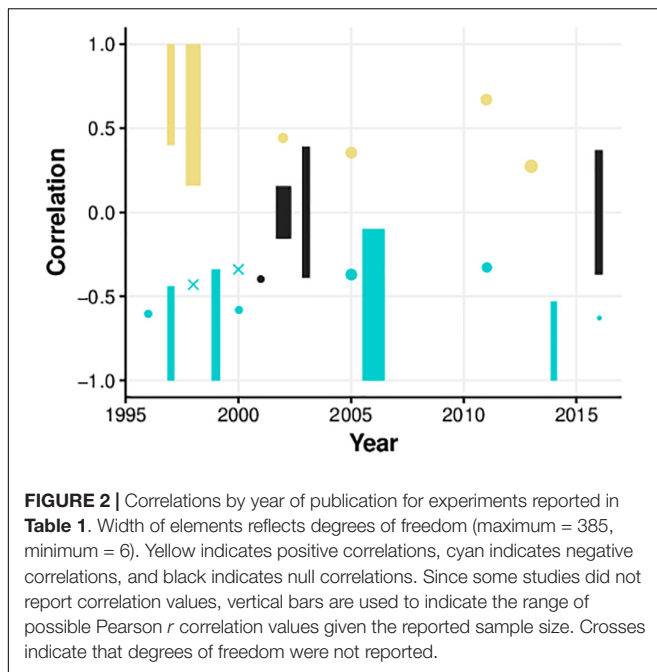 1.0
0.5
0.0
−0.5
−1.0
Correlation
1995 2000 2005 2010 2015
Year
FIGURE 2 | Correlations by year of publication for experiments reported in
Table 1. Width of elements reflects degrees of freedom (maximum = 385,
minimum = 6). Yellow indicates positive correlations, cyan indicates negative
correlations, and black indicates null correlations. Since some studies did not
report correlation values, vertical bars are used to indicate the range of
possible Pearson r correlation values given the reported sample size. Crosses
indicate that degrees of freedom were not reported.